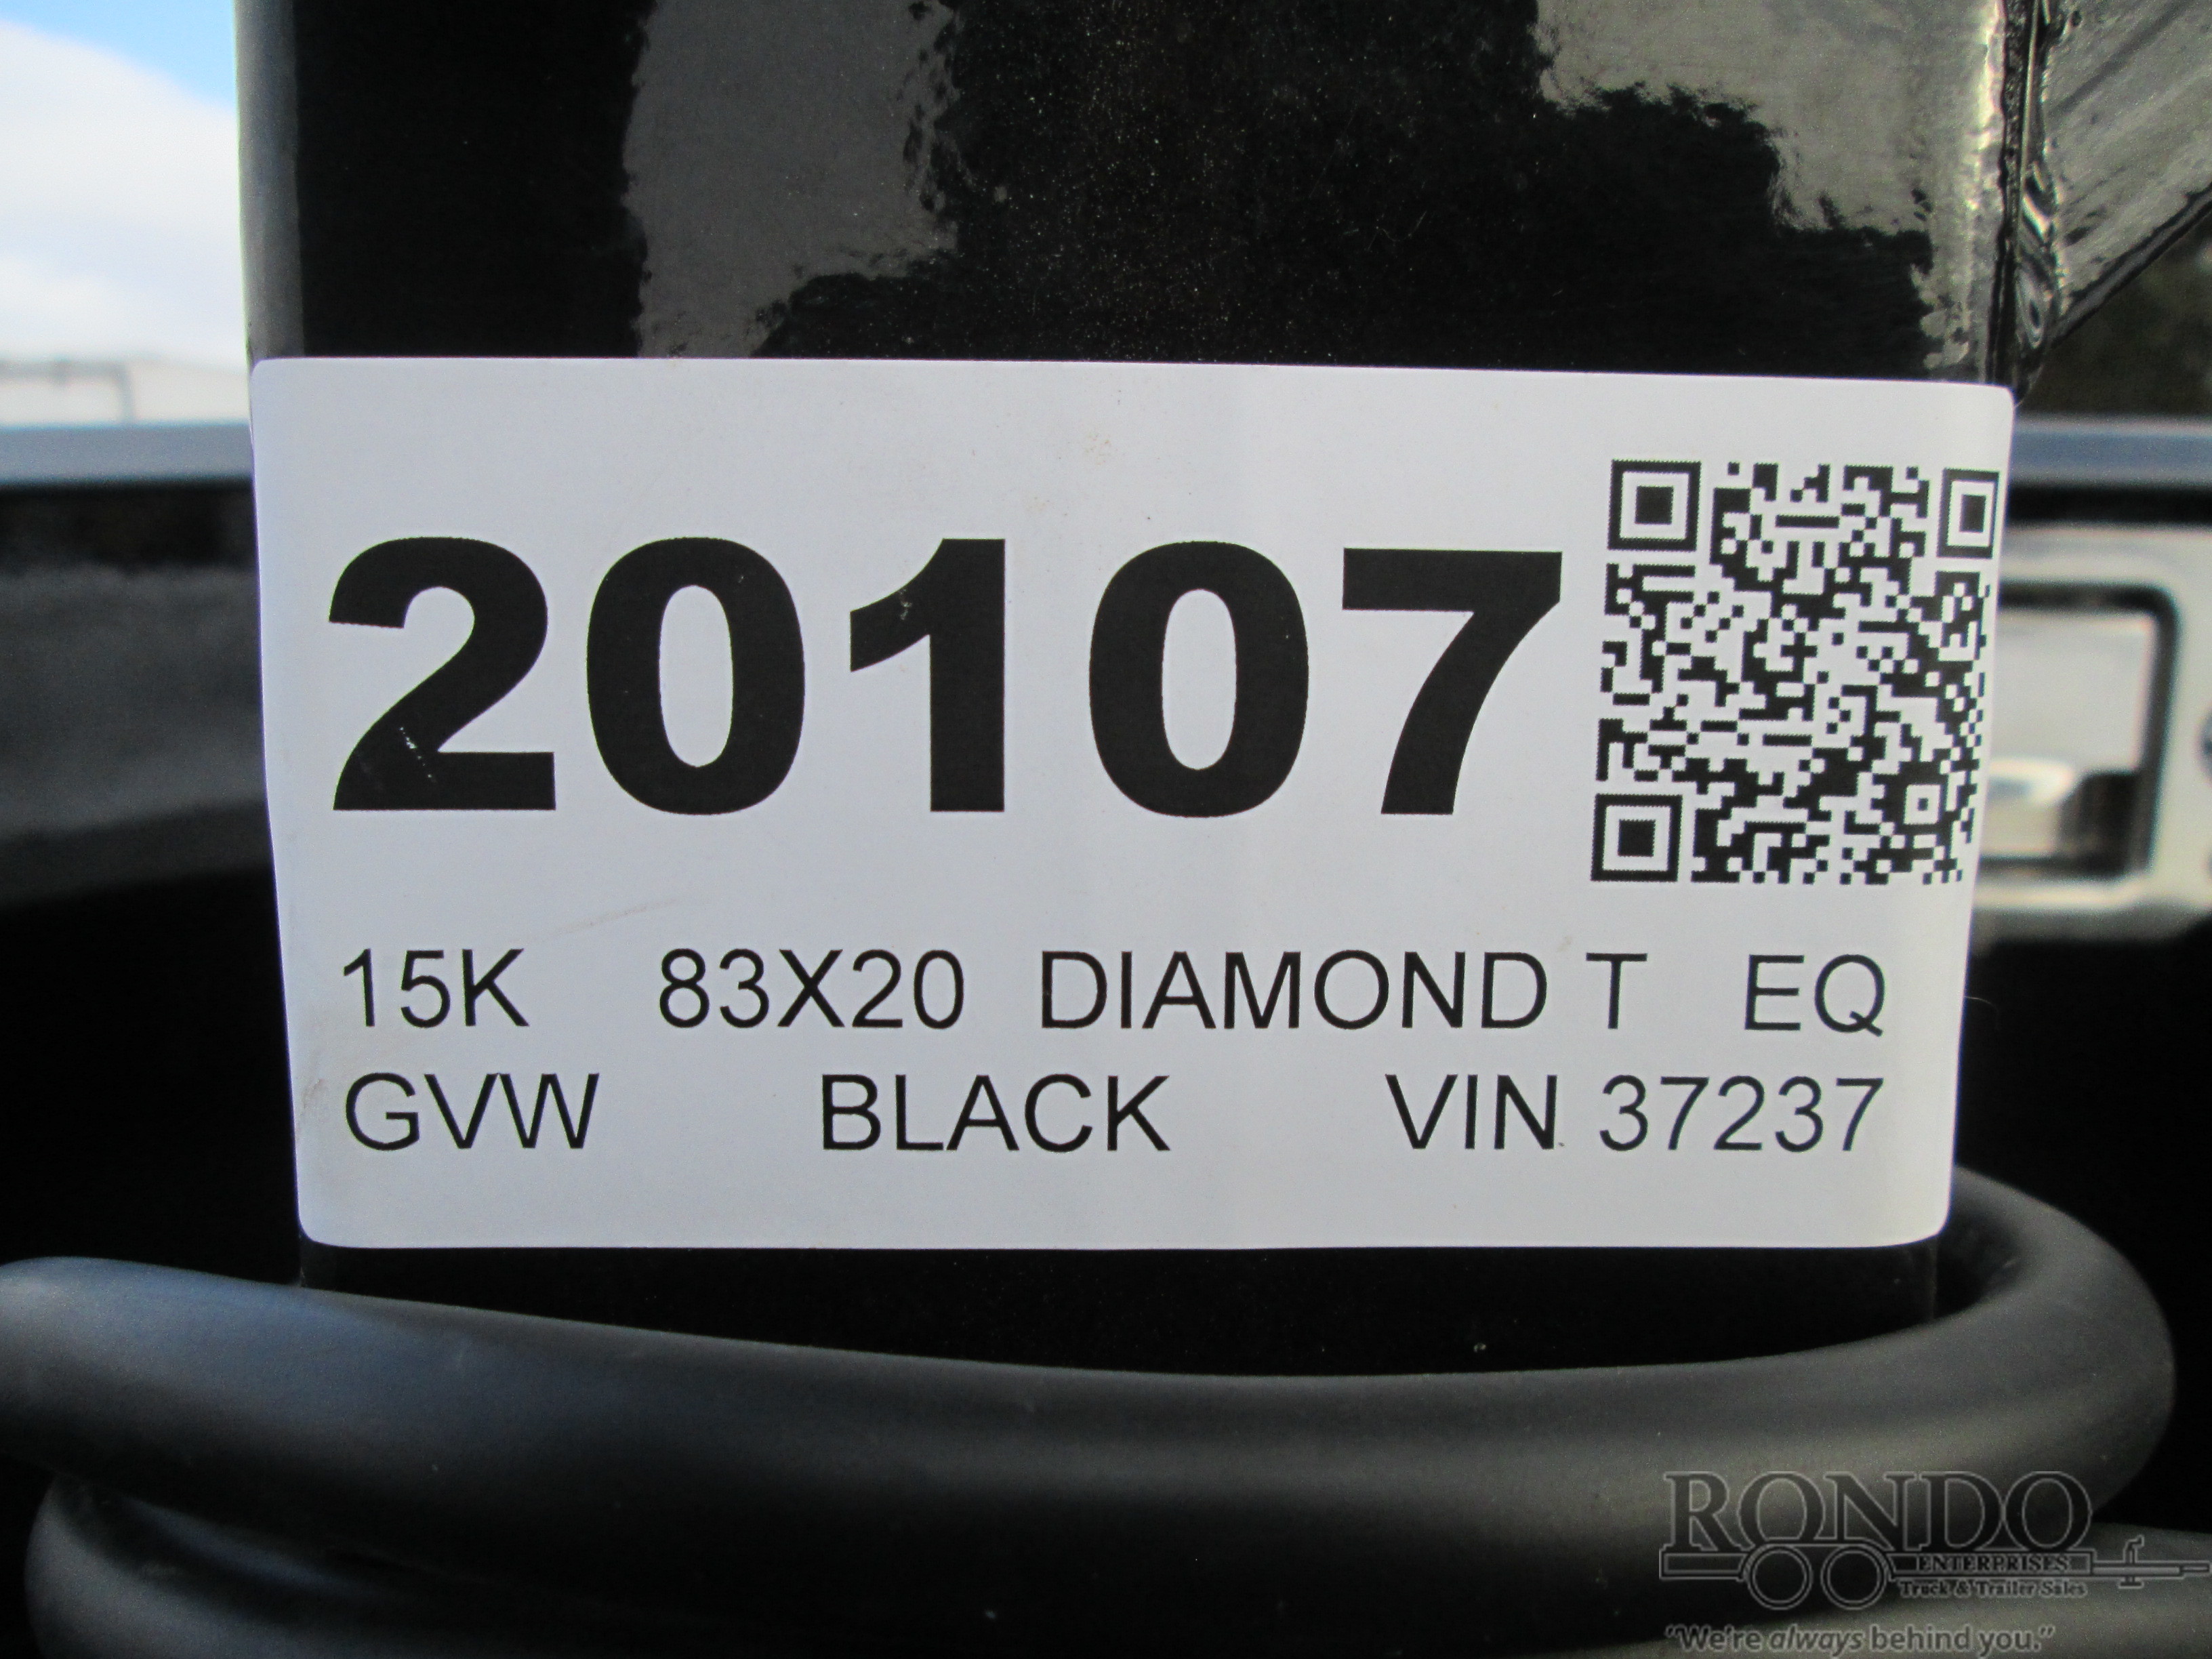 20107
15K 83X20 DIAMOND T EQ
GVW BLACK VIN 37237
RONDO
ENTERPRISES
Truck & Trailer Sales
"We're always behind you."